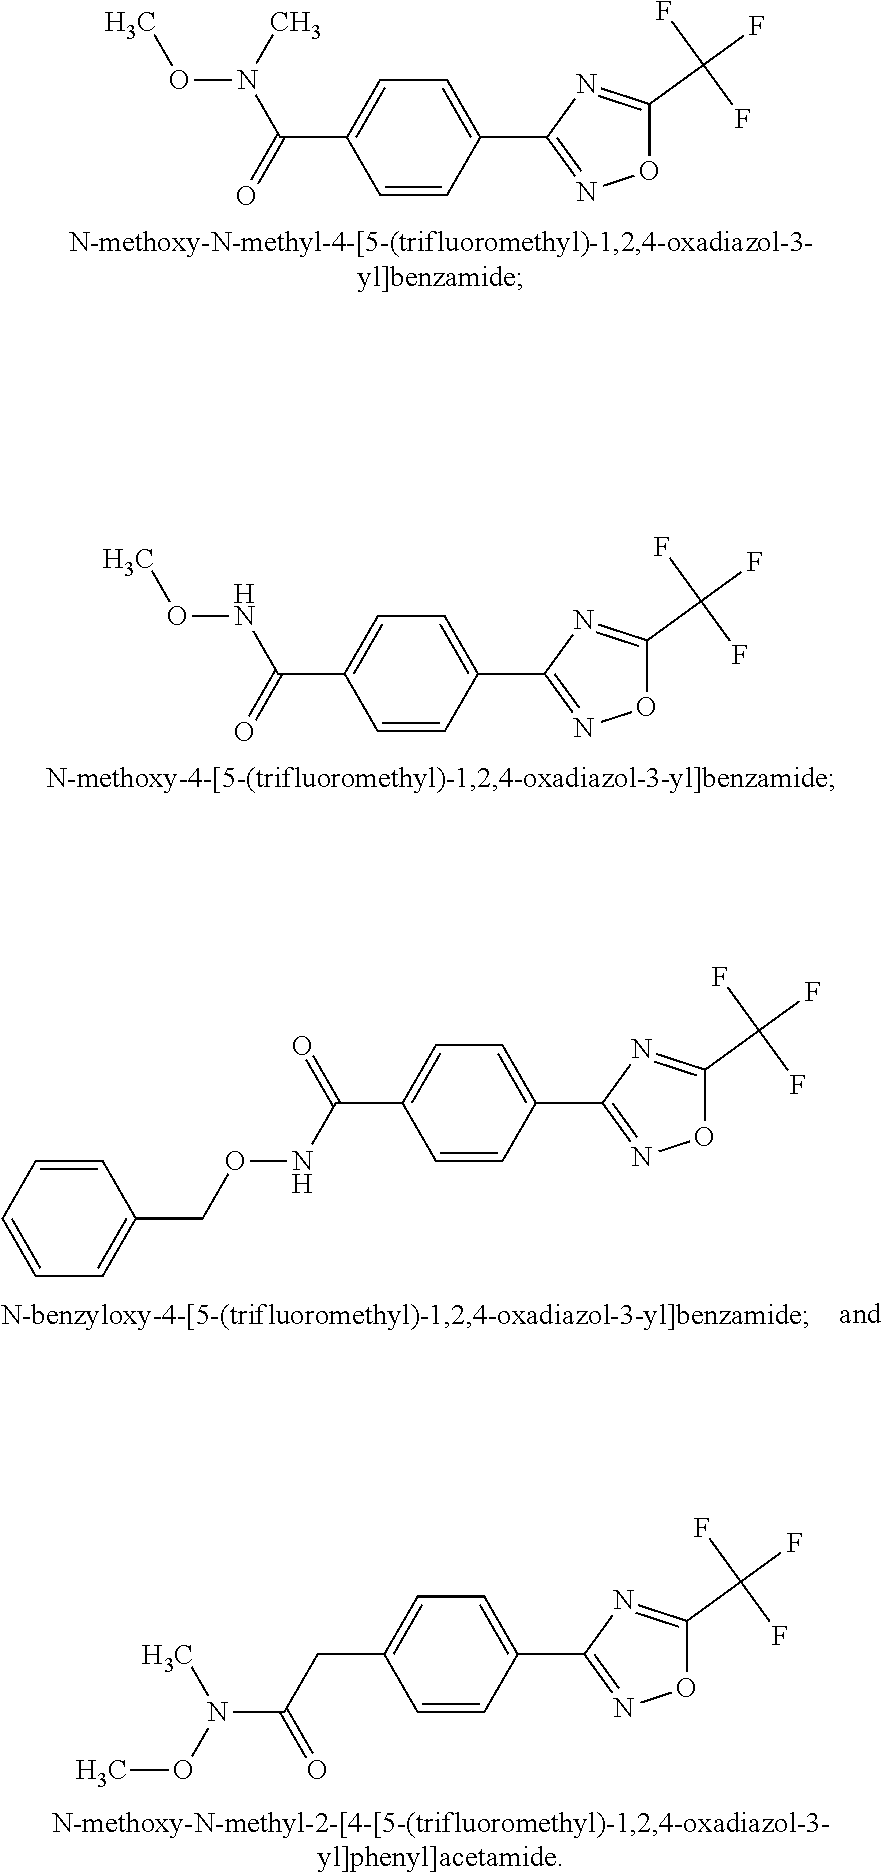 H3C CH3 F F
O N N F
O N O
N-methoxy-N-methyl-4-[5-(trifluoromethyl)-1,2,4-oxadiazol-3-
yl]benzamide;
H3C H F F
O N N F
O N O
N-methoxy-4-[5-(trifluoromethyl)-1,2,4-oxadiazol-3-yl]benzamide;
F F
O N F
O N H N O
N-benzyloxy-4-[5-(trifluoromethyl)-1,2,4-oxadiazol-3-yl]benzamide; and
F F
N F
H3C
N N O
H3C O O
N-methoxy-N-methyl-2-[4-[5-(trifluoromethyl)-1,2,4-oxadiazol-3-
yl]phenyl]acetamide.